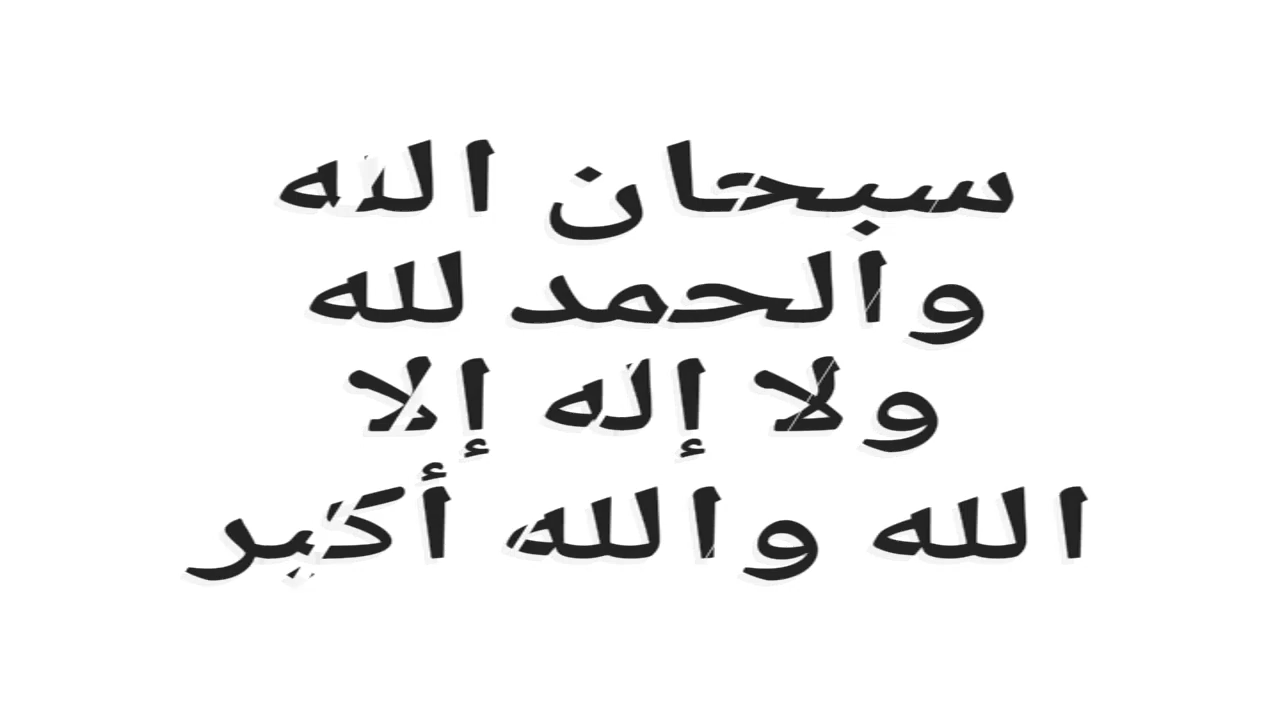 سبحان الله
والحمد لله
ولا إله إلا
الله والله أكبر